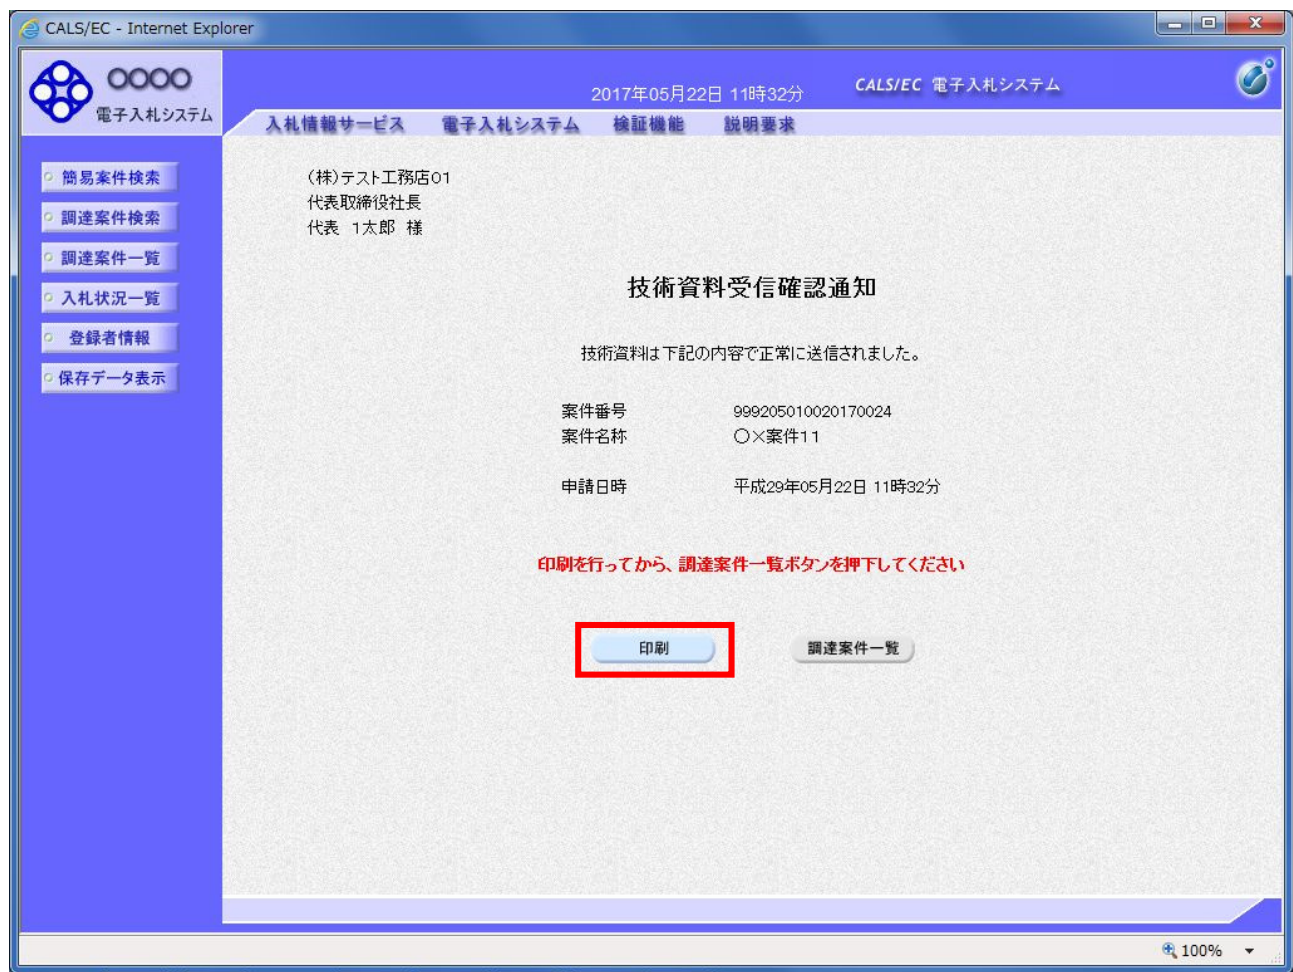 CALS/EC - Internet Explorer
○○○○
電子入札システム
2017年05月22日 11時32分
CALS/EC 電子入札システム
入札情報サービス 電子入札システム 検証機能 説明要求
簡易案件検索
調達案件検索
調達案件一覧
入札状況一覧
登録者情報
保存データ表示
(株)テスト工務店01
代表取締役社長
代表 1太郎 様
技術資料受信確認通知
技術資料は下記の内容で正常に送信されました。
案件番号 999205010020170024
案件名称 ○×案件11
申請日時 平成29年05月22日 11時32分
印刷を行ってから、調達案件一覧ボタンを押下してください
印刷 調達案件一覧
100%